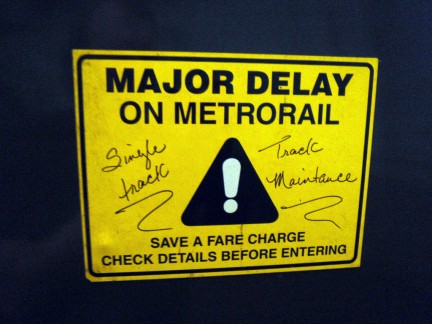 MAJOR DELAY
ON METRORAIL
Single
track
Track
Maintance
SAVE A FARE CHARGE
CHECK DETAILS BEFORE ENTERING